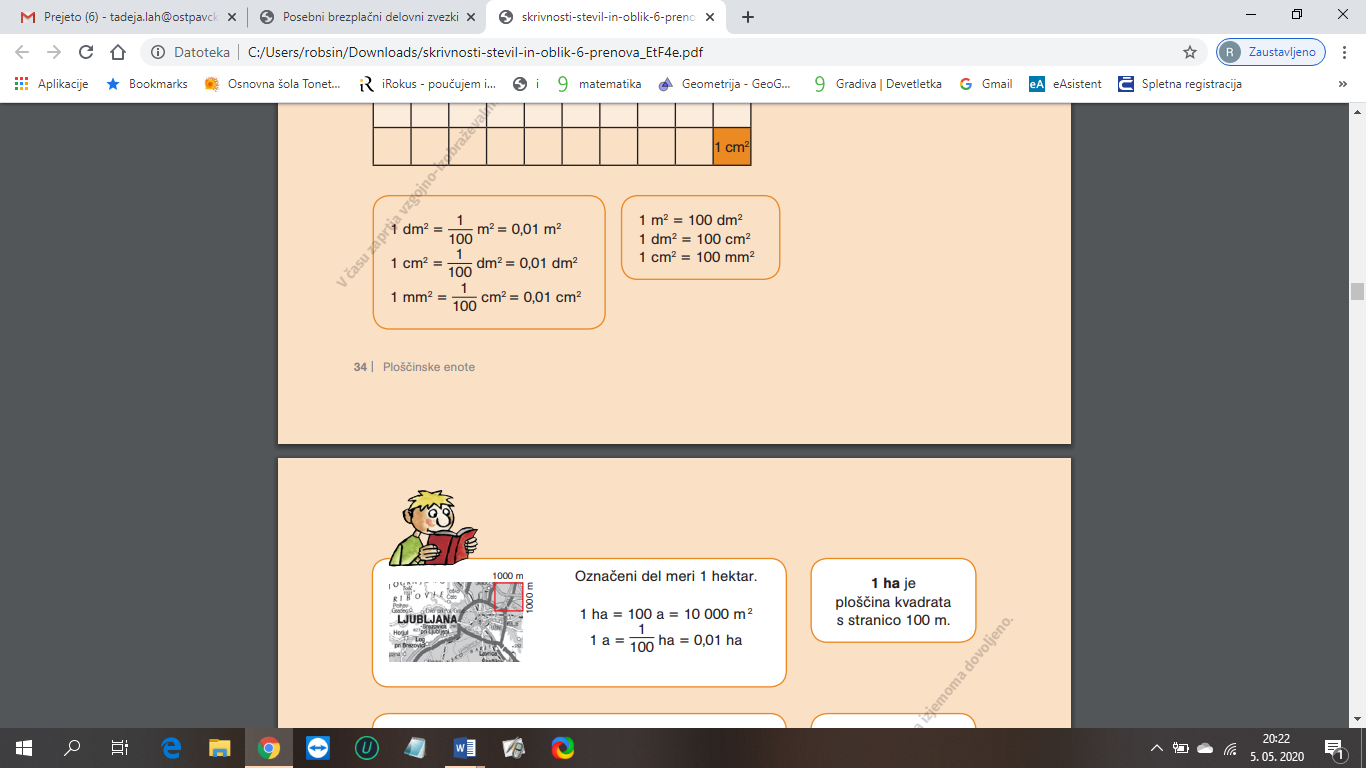 Prejeto (6) - tadeja.lah@ostpavck
Posebni brezplačni delovni zvezki
skrivnosti-stevil-in-oblik-6-preno
Datoteka | C:/Users/robsin/Downloads/skrivnosti-stevil-in-oblik-6-prenova_EtF4e.pdf
R Zaustavljeno
Aplikacije
Bookmarks
Osnovna šola Tonet...
iRokus - poučujem i...
i
matematika
Geometrija - GeoG...
Gradiva | Devetletka
Gmail
eAsistent
Spletna registracija
1 cm²
V času zaprtja vzgojno-izobraževaln
1 dm² = 1/100 m² = 0,01 m²
1 cm² = 1/100 dm² = 0,01 dm²
1 mm² = 1/100 cm² = 0,01 cm²
1 m² = 100 dm²
1 dm² = 100 cm²
1 cm² = 100 mm²
34 | Ploščinske enote
1000 m
1000 m
LJUBLJANA
Označeni del meri 1 hektar.
1 ha = 100 a = 10 000 m²
1 a = 1/100 ha = 0,01 ha
1 ha je
ploščina kvadrata
s stranico 100 m.
izjemoma dovoljeno.
20:22
5. 05. 2020
1